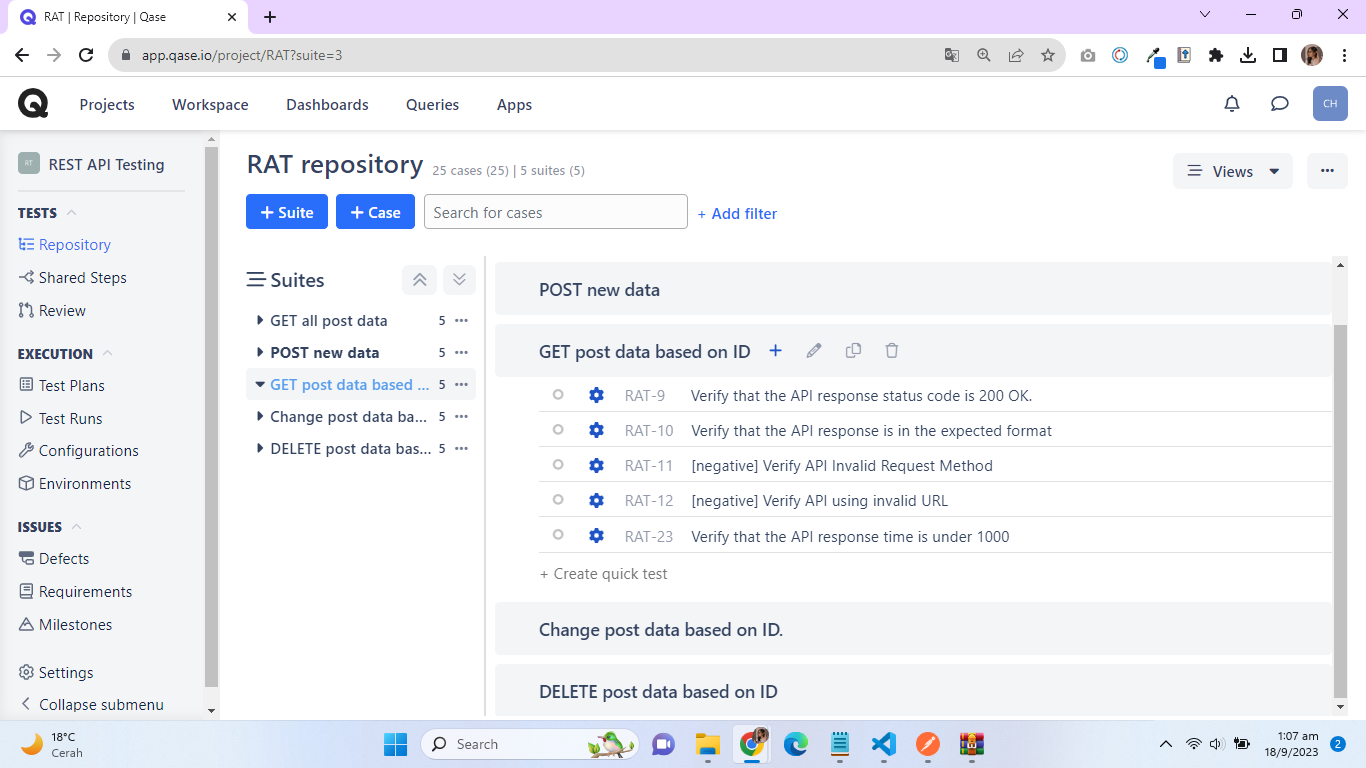 RAT | Repository | Qase
app.qase.io/project/RAT?suite=3
Projects Workspace Dashboards Queries Apps
CH
RT REST API Testing
TESTS
Repository
Shared Steps
Review
EXECUTION
Test Plans
Test Runs
Configurations
Environments
ISSUES
Defects
Requirements
Milestones
Settings
Collapse submenu
RAT repository 25 cases (25) | 5 suites (5)
Views
+ Suite + Case Search for cases + Add filter
Suites
GET all post data 5
POST new data 5
GET post data based ... 5
Change post data ba... 5
DELETE post data bas... 5
POST new data
GET post data based on ID
RAT-9 Verify that the API response status code is 200 OK.
RAT-10 Verify that the API response is in the expected format
RAT-11 [negative] Verify API Invalid Request Method
RAT-12 [negative] Verify API using invalid URL
RAT-23 Verify that the API response time is under 1000
+ Create quick test
Change post data based on ID.
DELETE post data based on ID
18°C
Cerah
Search
1:07 am
18/9/2023
2